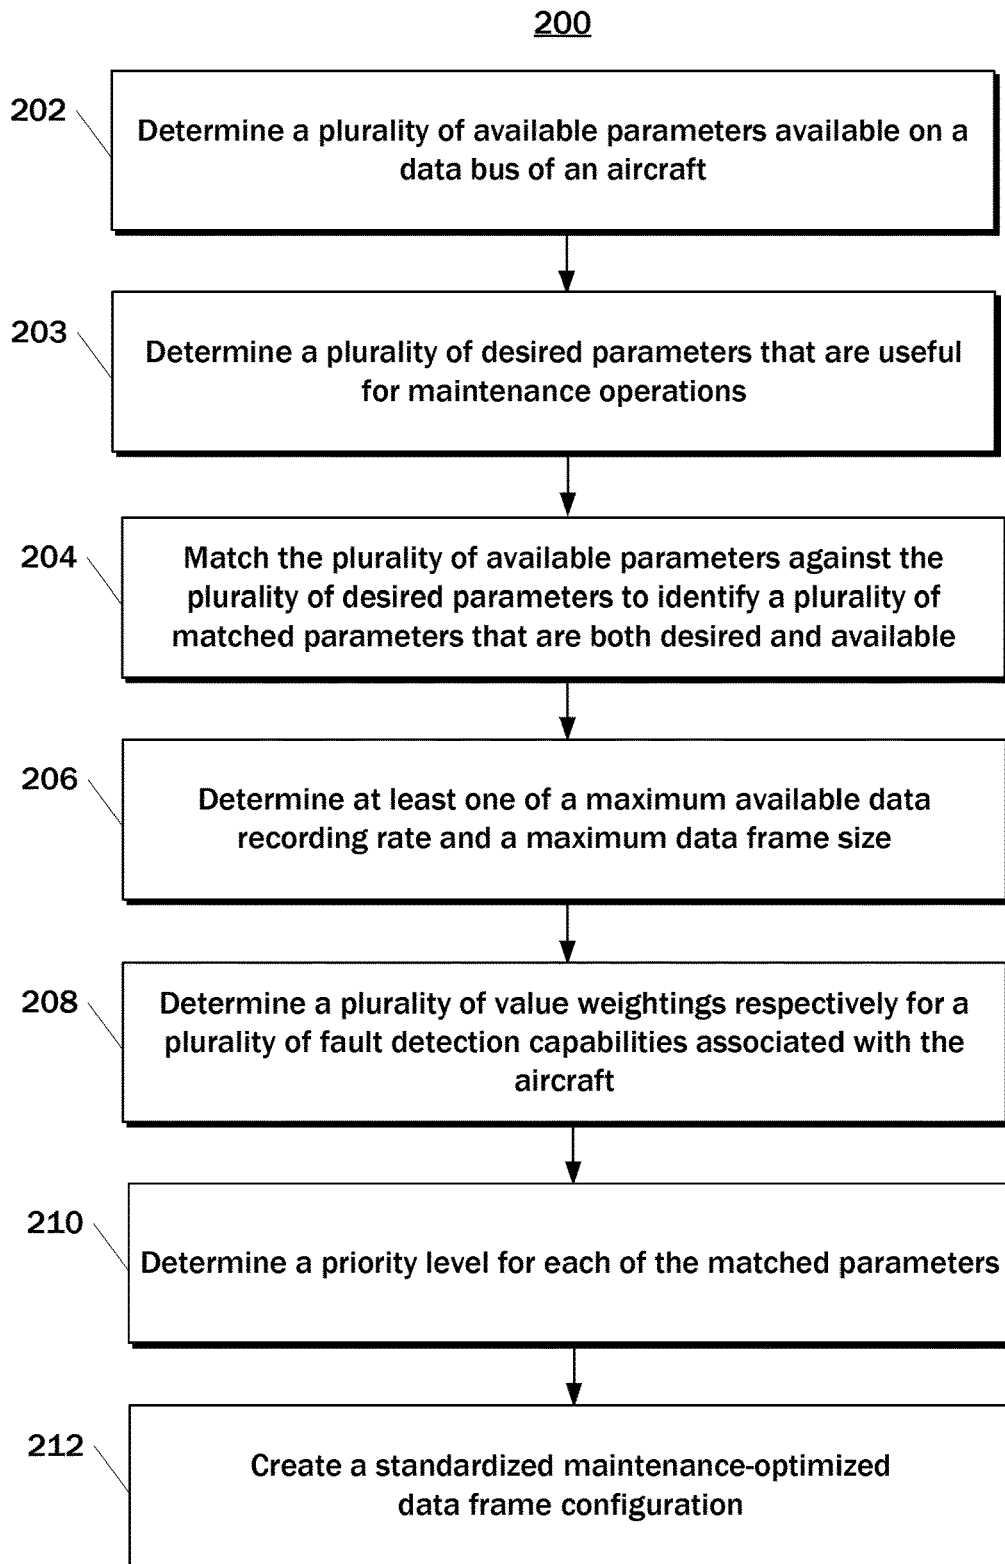 200
202
Determine a plurality of available parameters available on a
data bus of an aircraft
203
Determine a plurality of desired parameters that are useful
for maintenance operations
204
Match the plurality of available parameters against the
plurality of desired parameters to identify a plurality of
matched parameters that are both desired and available
206
Determine at least one of a maximum available data
recording rate and a maximum data frame size
208
Determine a plurality of value weightings respectively for a
plurality of fault detection capabilities associated with the
aircraft
210
Determine a priority level for each of the matched parameters
212
Create a standardized maintenance-optimized
data frame configuration